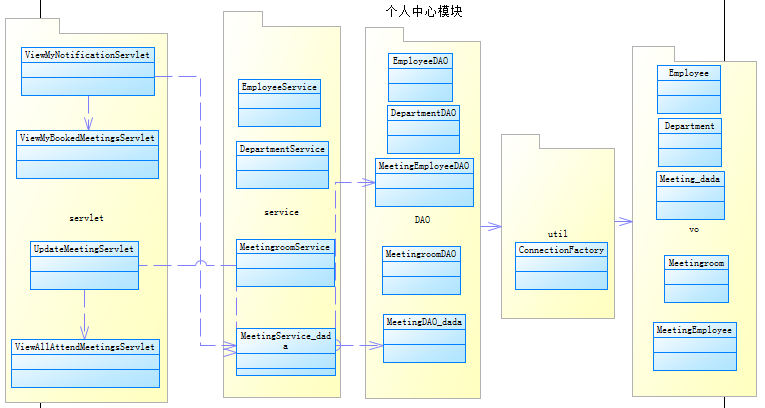 个人中心模块
ViewMyNotificationServlet
ViewMyBookedMeetingsServlet
servlet
UpdateMeetingServlet
ViewAllAttendMeetingsServlet
EmployeeService
DepartmentService
service
MeetingroomService
MeetingService_dad
a
EmployeeDAO
DepartmentDAO
MeetingEmployeeDAO
DAO
MeetingroomDAO
MeetingDAO_dada
util
ConnectionFactory
Employee
Department
Meeting_dada
vo
Meetingroom
MeetingEmployee